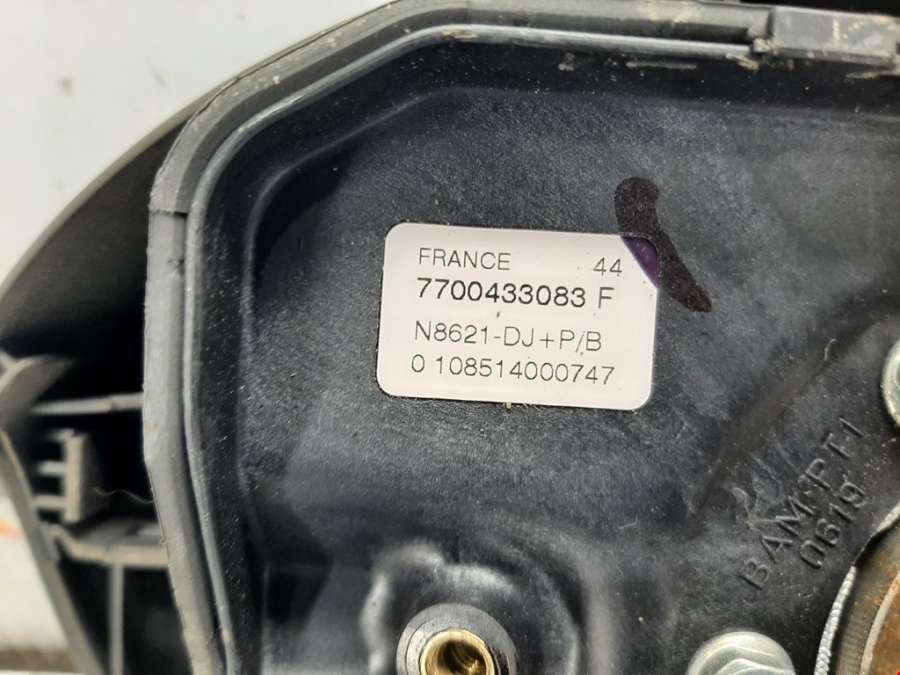 FRANCE 44
7700433083 F
N8621-DJ+P/B
0 108514000747
BAM-PT1
0619